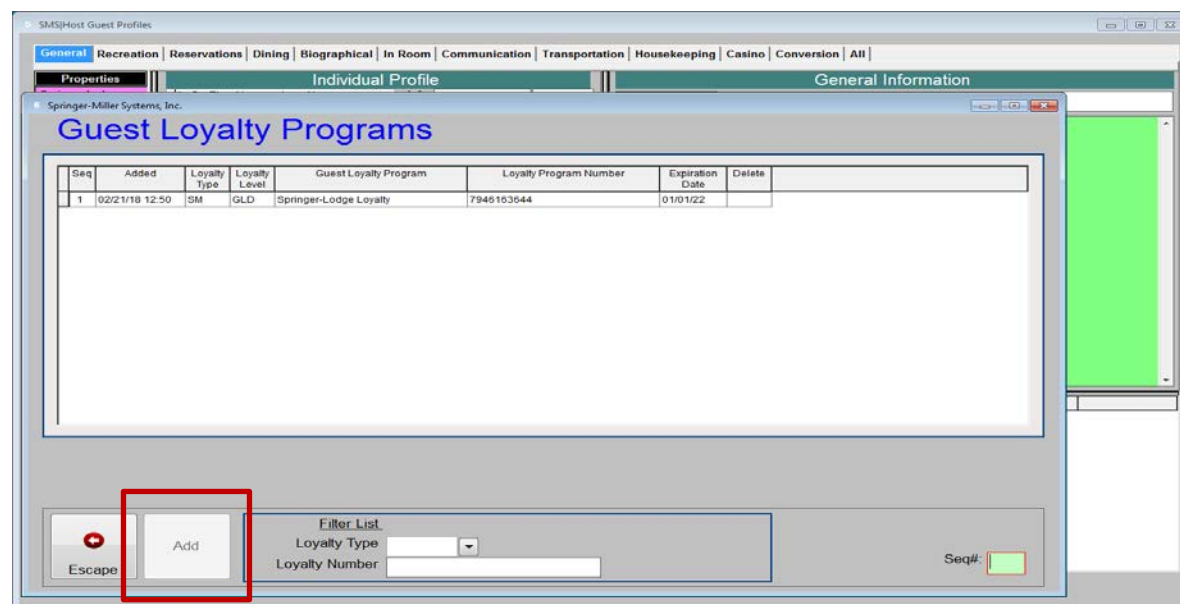 SMS|Host Guest Profiles
General | Recreation | Reservations | Dining | Biographical | In Room | Communication | Transportation | Housekeeping | Casino | Conversion | All |
Properties Individual Profile General Information
Springer-Miller Systems, Inc.
Guest Loyalty Programs
Seq Added Loyalty Type Loyalty Level Guest Loyalty Program Loyalty Program Number Expiration Date Delete
1 02/21/18 12:50 SM GLD Springer-Lodge Loyalty 7946163644 01/01/22
Filter List
Loyalty Type
Loyalty Number
Escape
Add
Seq#: